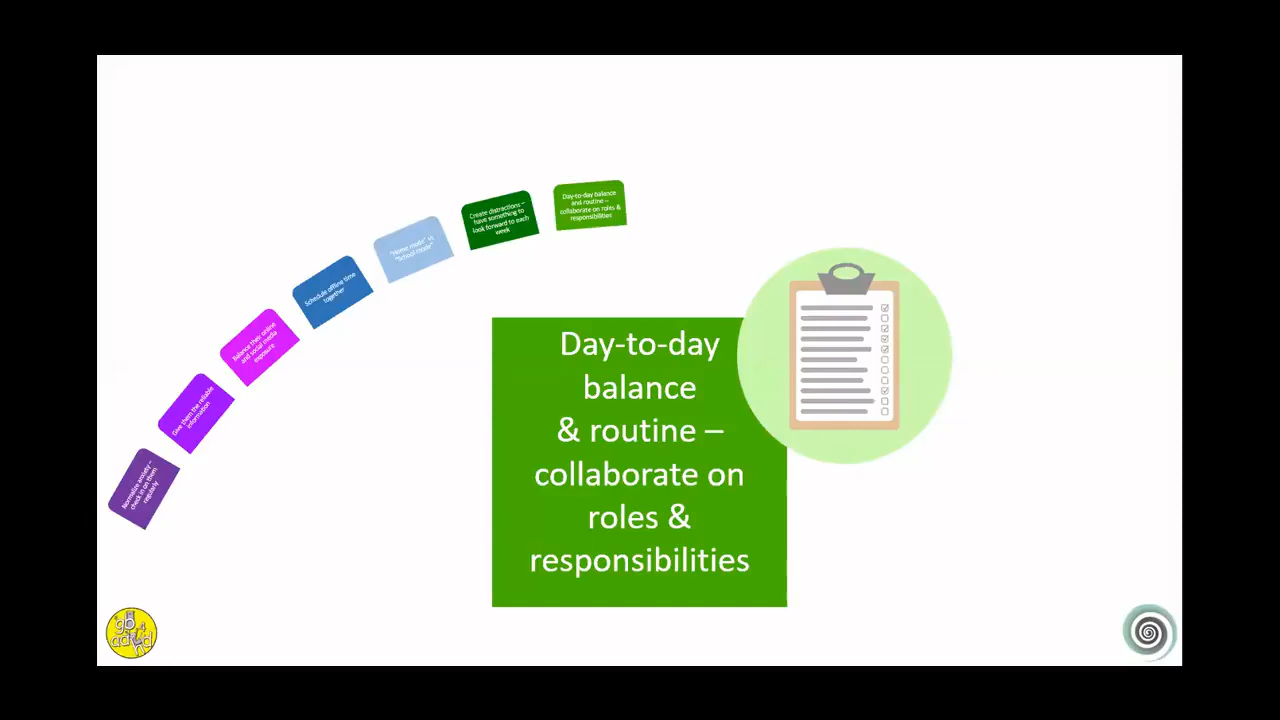 Normalize anxiety –
check in on them
regularly
Give them the reliable
information
Balance their online
and social media
exposure
Schedule offline time
together
"Home mode" vs
"School mode"
Create distractions –
have something to
look forward to each
week
Day-to-day balance
and routine –
collaborate on roles &
responsibilities
Day-to-day
balance
& routine –
collaborate on
roles &
responsibilities